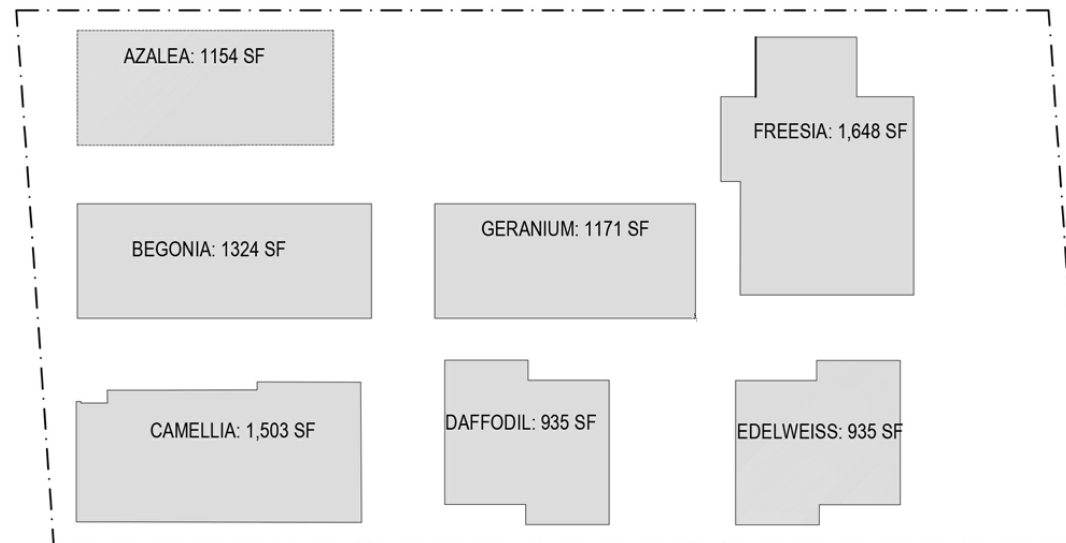 AZALEA: 1154 SF
FREESIA: 1,648 SF
BEGONIA: 1324 SF
GERANIUM: 1171 SF
CAMELLIA: 1,503 SF
DAFFODIL: 935 SF
EDELWEISS: 935 SF